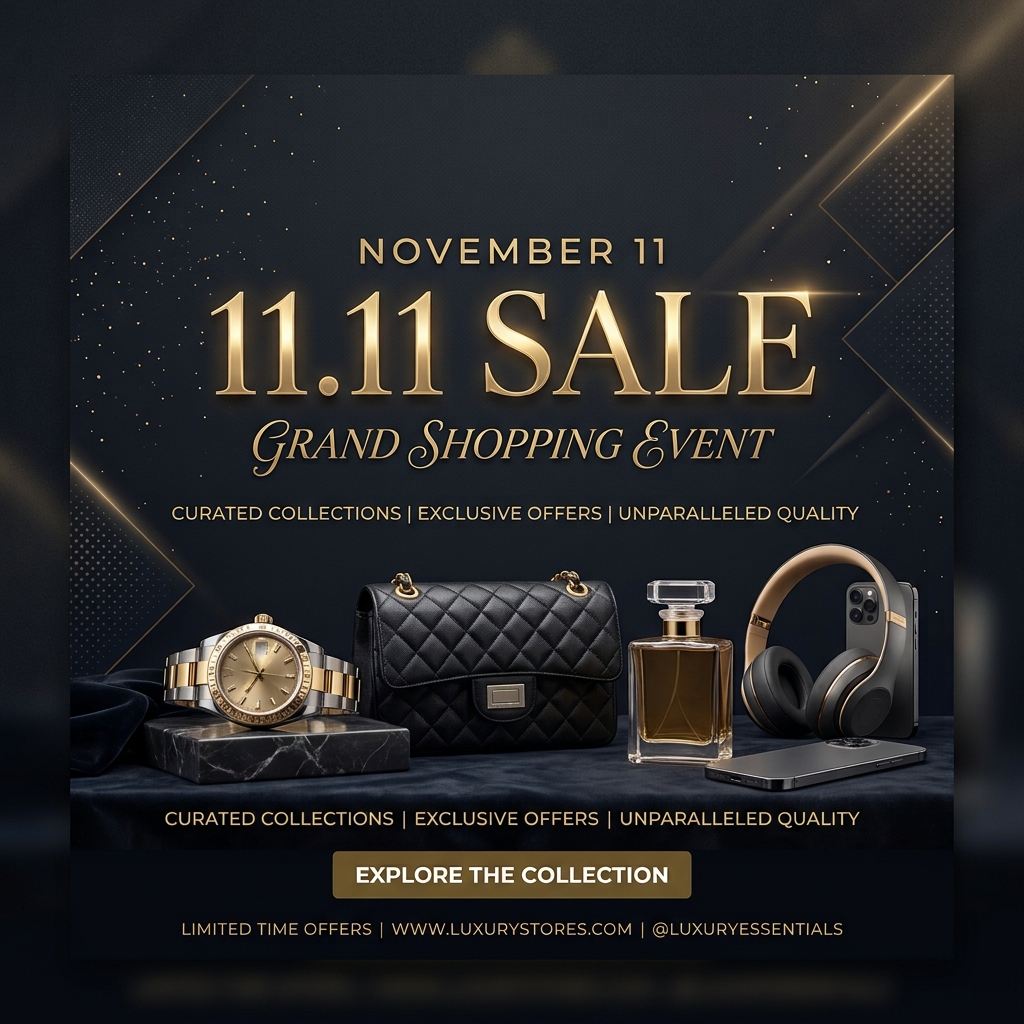 NOVEMBER 11
11.11 SALE
GRAND SHOPPING EVENT
CURATED COLLECTIONS | EXCLUSIVE OFFERS | UNPARALLELED QUALITY
CURATED COLLECTIONS | EXCLUSIVE OFFERS | UNPARALLELED QUALITY
EXPLORE THE COLLECTION
LIMITED TIME OFFERS | WWW.LUXURYSTORES.COM | @LUXURYESSENTIALS